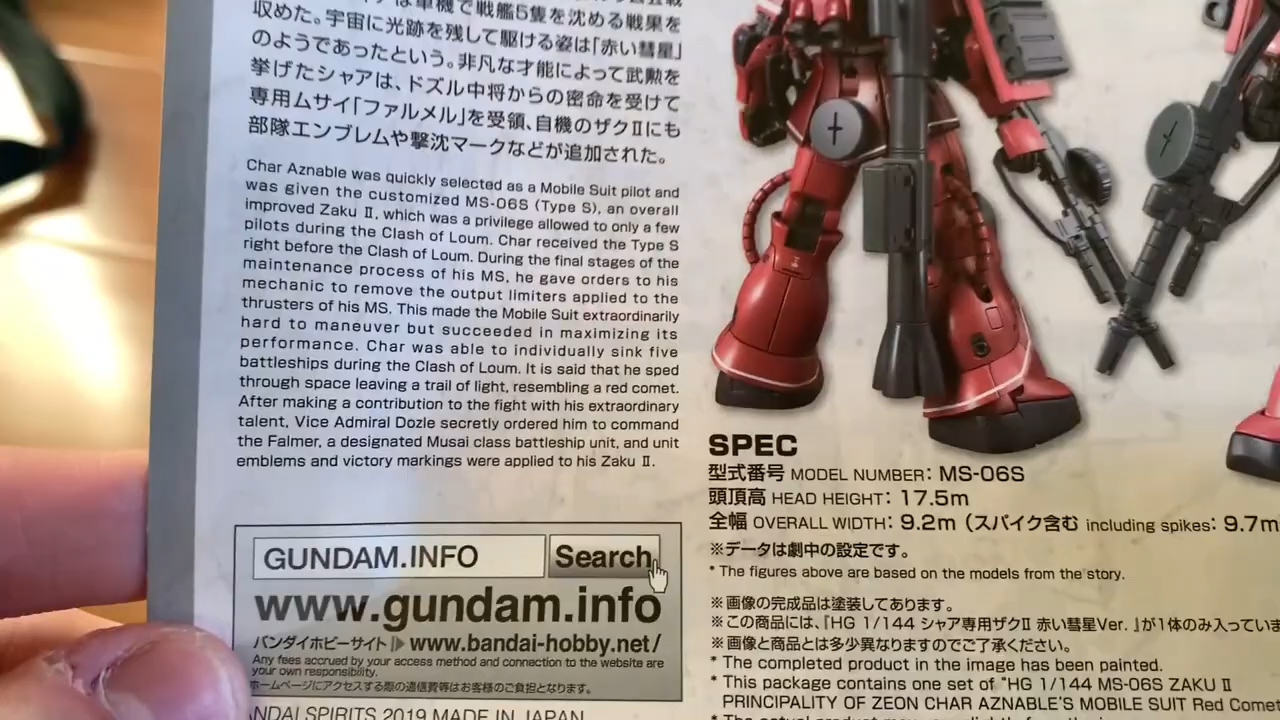 は単機で戦艦5隻を沈める戦果を
収めた。宇宙に光跡を残して駆ける姿は「赤い彗星」
のようであったという。非凡な才能によって武勲を
挙げたシャアは、ドズル中将からの密命を受けて
専用ムサイ「ファルメル」を受領、自機のザクⅡにも
部隊エンブレムや撃沈マークなどが追加された。
Char Aznable was quickly selected as a Mobile Suit pilot and
was given the customized MS-06S (Type S), an overall
improved Zaku Ⅱ, which was a privilege allowed to only a few
pilots during the Clash of Loum. Char received the Type S
right before the Clash of Loum. During the final stages of the
maintenance process of his MS, he gave orders to his
mechanic to remove the output limiters applied to the
thrusters of his MS. This made the Mobile Suit extraordinarily
hard to maneuver but succeeded in maximizing its
performance. Char was able to individually sink five
battleships during the Clash of Loum. It is said that he sped
through space leaving a trail of light, resembling a red comet.
After making a contribution to the fight with his extraordinary
talent, Vice Admiral Dozle secretly ordered him to command
the Falmer, a designated Musai class battleship unit, and unit
emblems and victory markings were applied to his Zaku Ⅱ.
GUNDAM.INFO Search
www.gundam.info
バンダイホビーサイト www.bandai-hobby.net/
Any fees accrued by your access method and connection to the website are
your own responsibility.
ホームページにアクセスする際の通信費等はお客様のご負担となります。
NDAI SPIRITS 2019 MADE IN JAPAN
SPEC
型式番号 MODEL NUMBER: MS-06S
頭頂高 HEAD HEIGHT: 17.5m
全幅 OVERALL WIDTH: 9.2m (スパイク含む including spikes: 9.7m
※データは劇中の設定です。
* The figures above are based on the models from the story.
※画像の完成品は塗装してあります。
※この商品には、『HG 1/144 シャア専用ザクⅡ 赤い彗星Ver.』が1体のみ入っていま
※画像と商品とは多少異なりますのでご了承ください。
* The completed product in the image has been painted.
* This package contains one set of "HG 1/144 MS-06S ZAKU Ⅱ
PRINCIPALITY OF ZEON CHAR AZNABLE'S MOBILE SUIT Red Comet